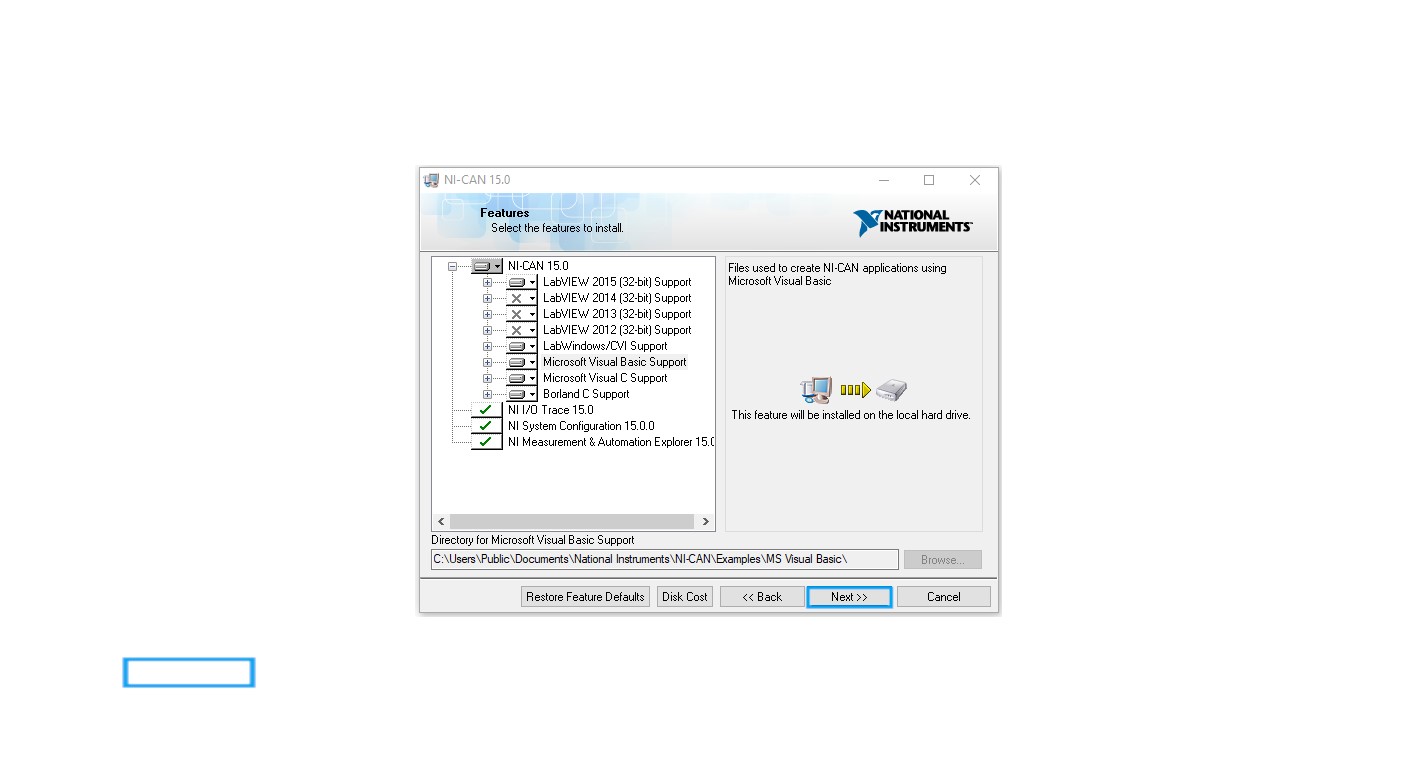 NI-CAN 15.0
Features
Select the features to install.
NATIONAL INSTRUMENTS™
NI-CAN 15.0
LabVIEW 2015 (32-bit) Support
LabVIEW 2014 (32-bit) Support
LabVIEW 2013 (32-bit) Support
LabVIEW 2012 (32-bit) Support
LabWindows/CVI Support
Microsoft Visual Basic Support
Microsoft Visual C Support
Borland C Support
NI I/O Trace 15.0
NI System Configuration 15.0.0
NI Measurement & Automation Explorer 15.0
Files used to create NI-CAN applications using
Microsoft Visual Basic
This feature will be installed on the local hard drive.
Directory for Microsoft Visual Basic Support
C:\Users\Public\Documents\National Instruments\NI-CAN\Examples\MS Visual Basic\
Browse...
Restore Feature Defaults
Disk Cost
<< Back
Next >>
Cancel